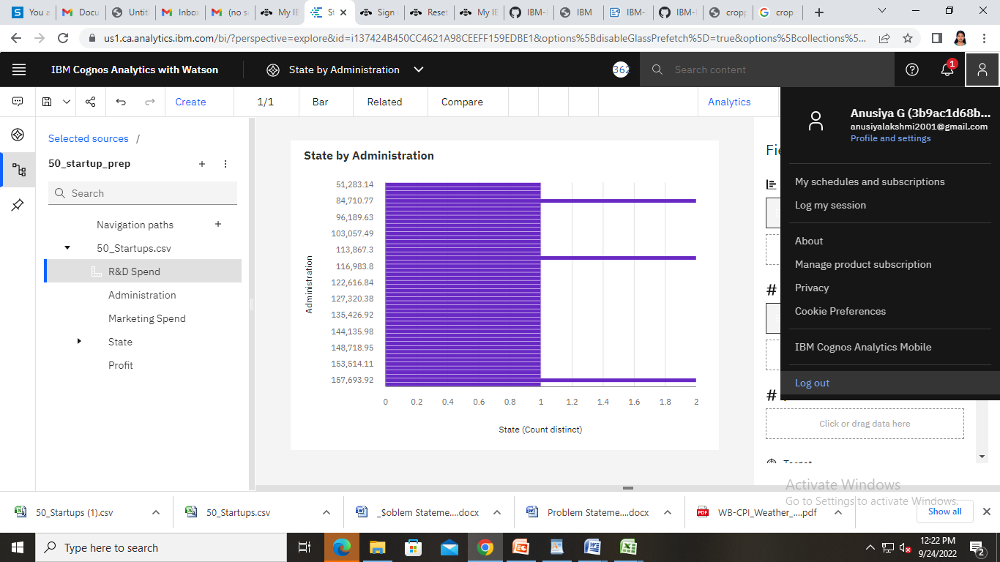 You a
Docu
Untitl
Inbox
(no s
My IE
St
Sign
Reset
My IE
IBM-I
IBM
IBM-
IBM-I
crop
crop
us1.ca.analytics.ibm.com/bi/?perspective=explore&id=i137424B450CC4621A98CEEFF159EDBE1&options%5BdisableGlassPrefetch%5D=true&options%5Bcollections%5...
IBM Cognos Analytics with Watson
State by Administration
362
Search content
1
Create
1/1
Bar
Related
Compare
Analytics
Anusiya G (3b9ac1d68b...
anusiyalakshmi2001@gmail.com
Profile and settings
Selected sources /
50_startup_prep
Search
Navigation paths
50_Startups.csv
R&D Spend
Administration
Marketing Spend
State
Profit
State by Administration
Administration
51,283.14
84,710.77
96,189.63
103,057.49
113,867.3
116,983.8
122,616.84
127,320.38
135,426.92
144,135.98
148,718.95
153,514.11
157,693.92
0 0.2 0.4 0.6 0.8 1 1.2 1.4 1.6 1.8 2
State (Count distinct)
My schedules and subscriptions
Log my session
About
Manage product subscription
Privacy
Cookie Preferences
IBM Cognos Analytics Mobile
Log out
#
#
Click or drag data here
Target
Activate Windows
Go to Settings to activate Windows.
50_Startups (1).csv
50_Startups.csv
_$oblem Stateme....docx
Problem Stateme....docx
PDF
WB-CPI_Weather_....pdf
Show all
Type here to search
12:22 PM
9/24/2022
2